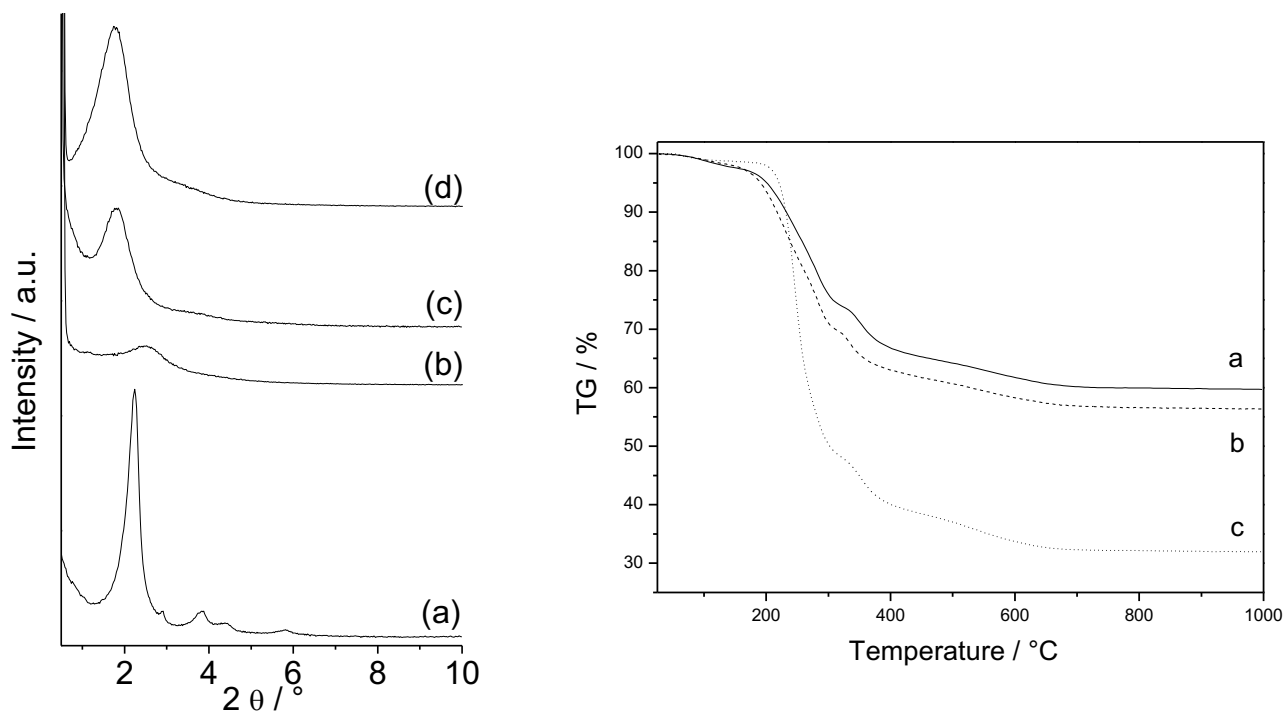 Intensity / a.u.
(d)
(c)
(b)
(a)
2 4 6 8 10
2 θ / °
TG / %
100
90
80
70
60
50
40
30
a
b
c
200 400 600 800 1000
Temperature / °C